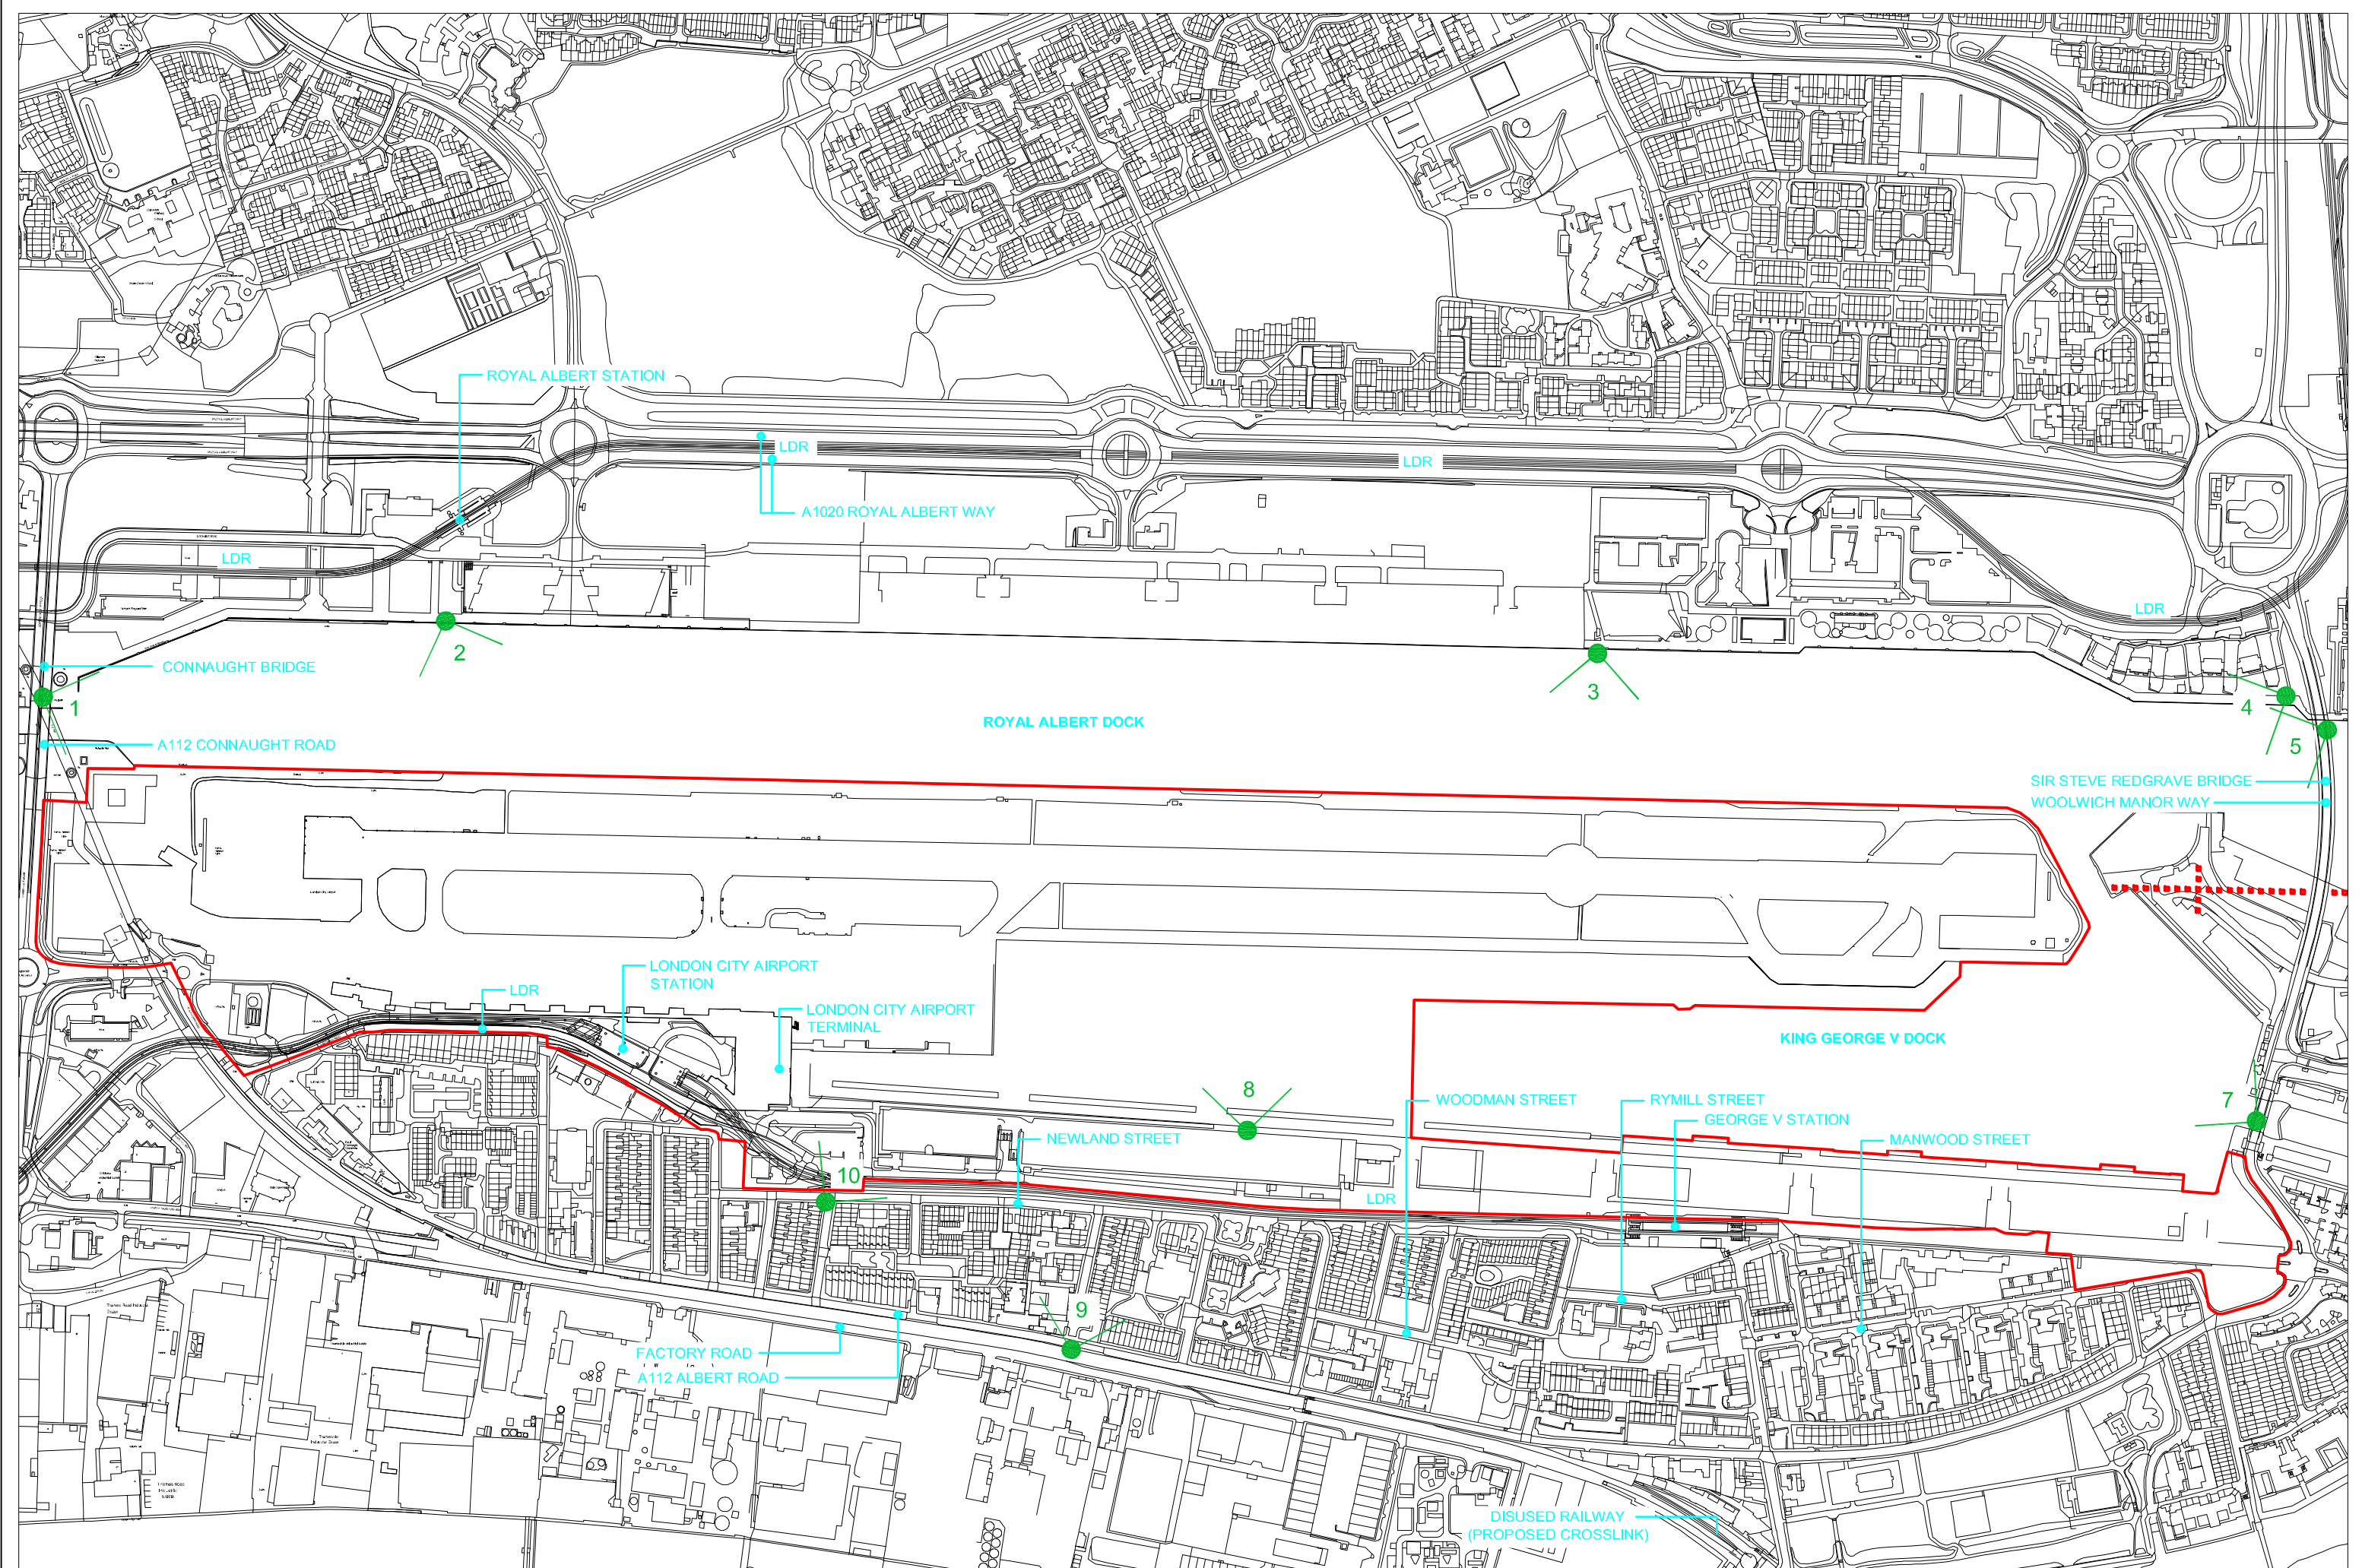 ROYAL ALBERT STATION
LDR
LDR
A1020 ROYAL ALBERT WAY
LDR
LDR
2
CONNAUGHT BRIDGE
3
1
4
ROYAL ALBERT DOCK
A112 CONNAUGHT ROAD
5
SIR STEVE REDGRAVE BRIDGE
WOOLWICH MANOR WAY
LONDON CITY AIRPORT
STATION
LDR
LONDON CITY AIRPORT
TERMINAL
KING GEORGE V DOCK
8
WOODMAN STREET
RYMILL STREET
7
GEORGE V STATION
NEWLAND STREET
MANWOOD STREET
10
LDR
9
FACTORY ROAD
A112 ALBERT ROAD
DISUSED RAILWAY
(PROPOSED CROSSLINK)